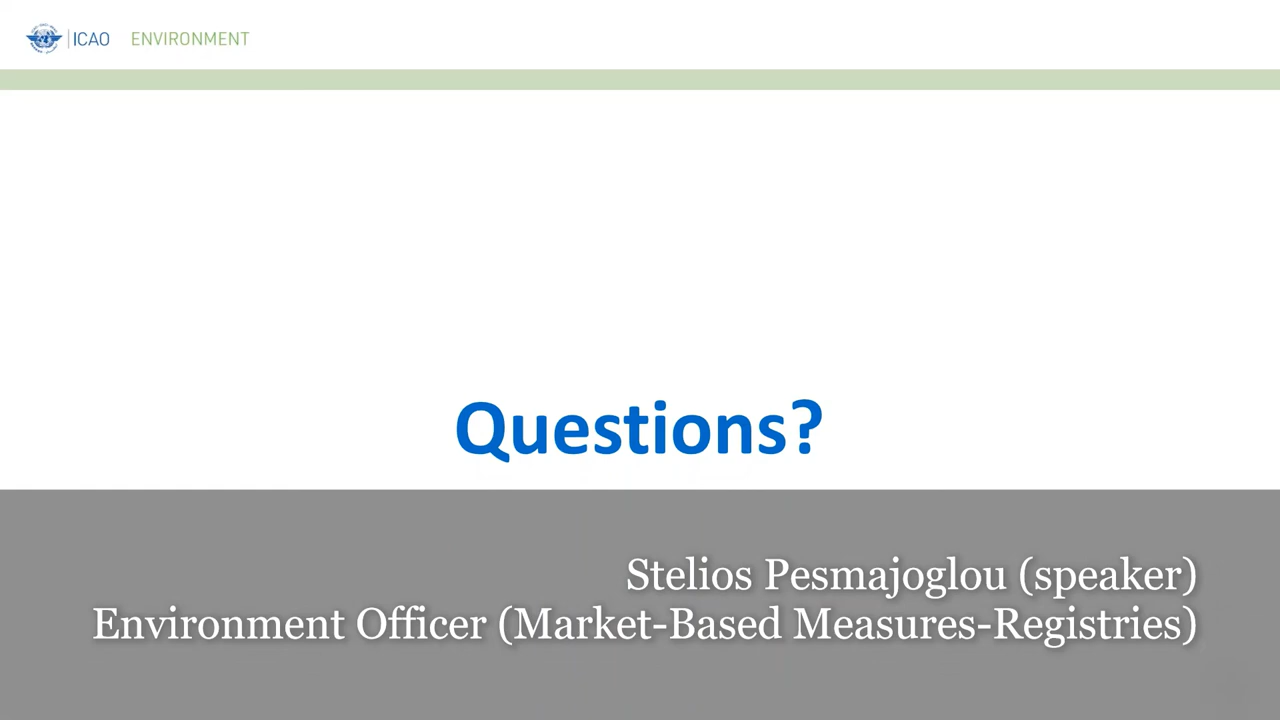 ICAO ENVIRONMENT
Questions?
Stelios Pesmajoglou (speaker)
Environment Officer (Market-Based Measures-Registries)